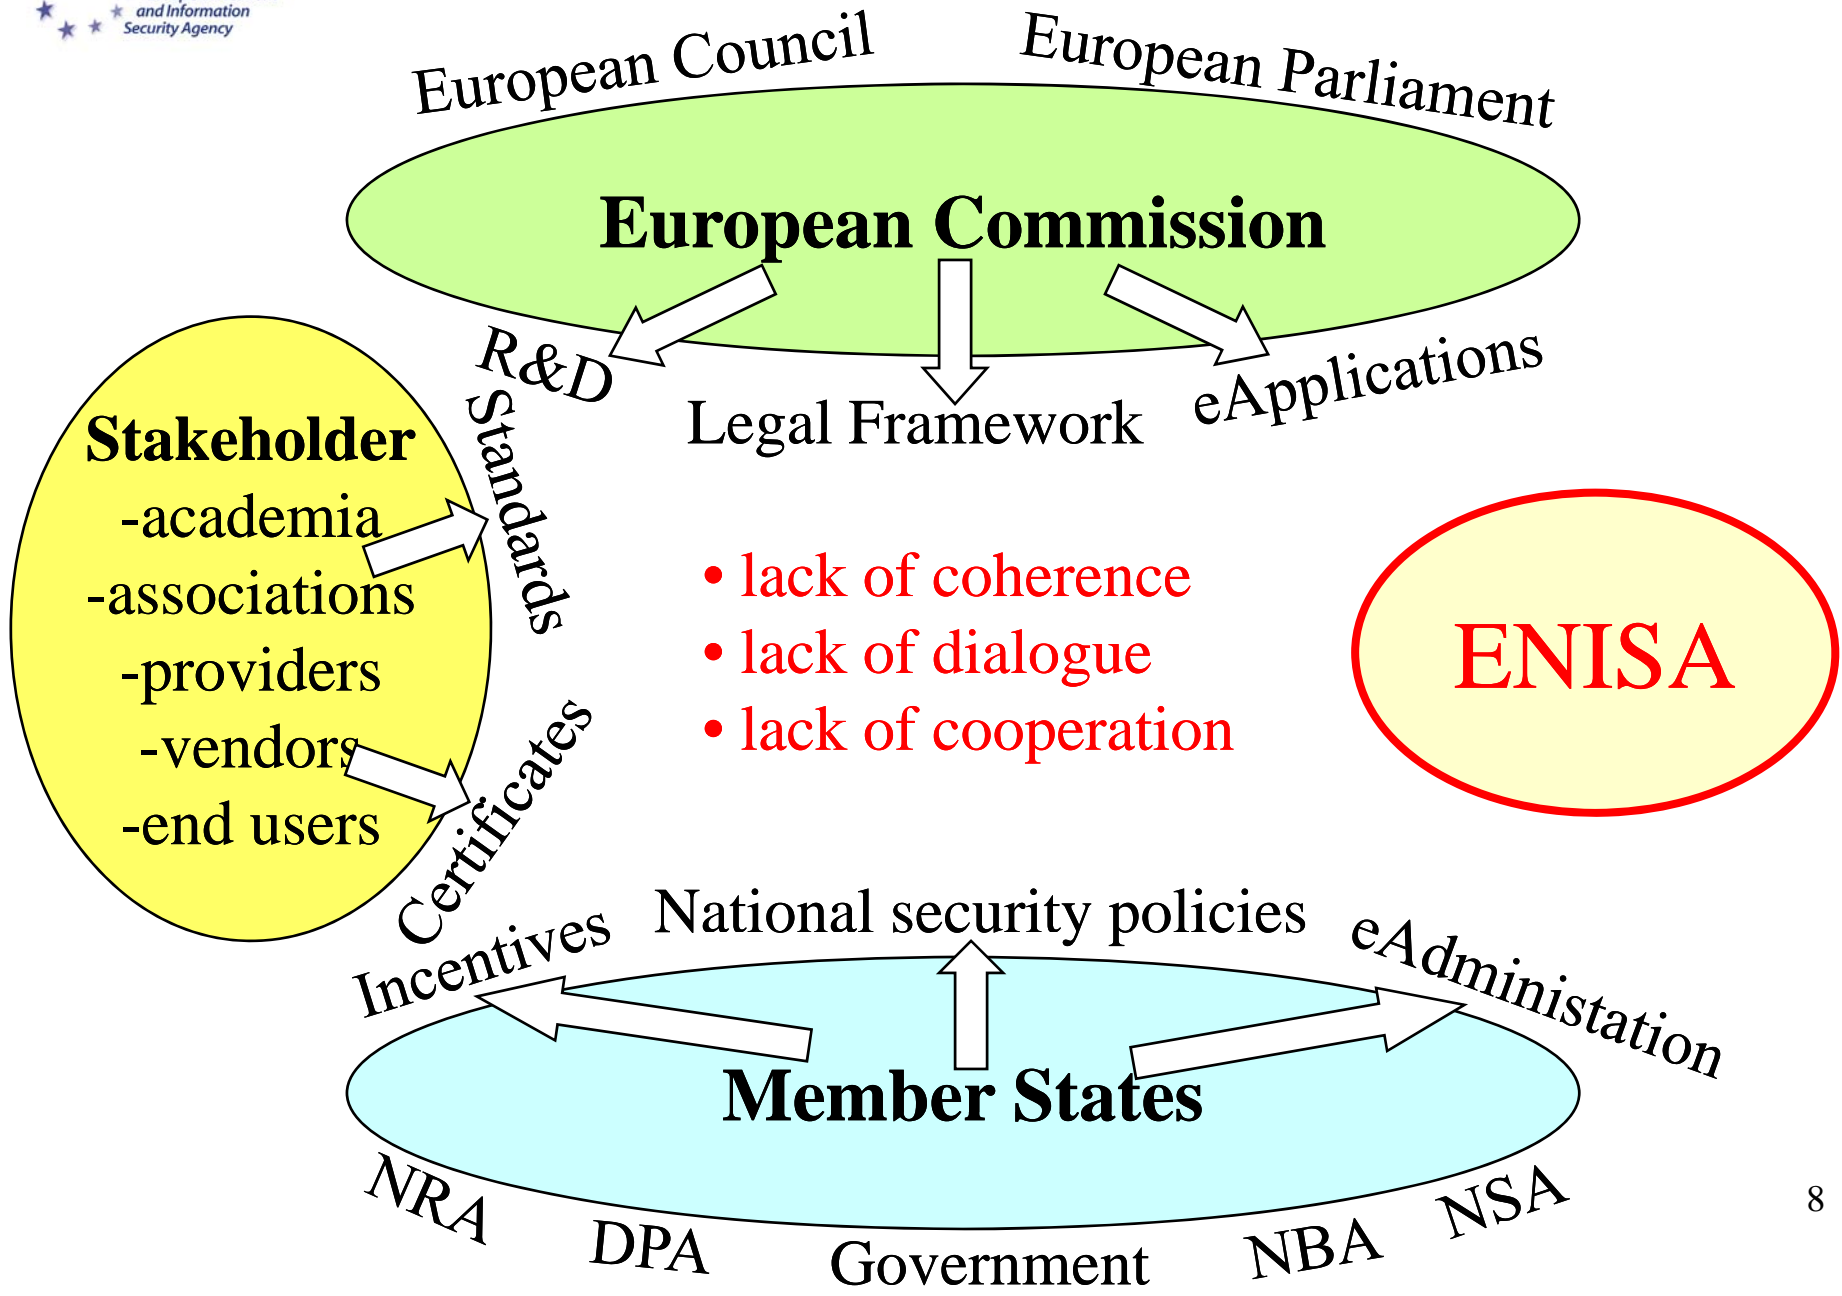 and Information
Security Agency
European Council
European Parliament
European Commission
R&D
Legal Framework
eApplications
Stakeholder
-academia
-associations
-providers
-vendors
-end users
Standards
Certificates
• lack of coherence
• lack of dialogue
• lack of cooperation
ENISA
Incentives
National security policies
eAdministation
Member States
NRA
DPA
Government
NBA
NSA
8